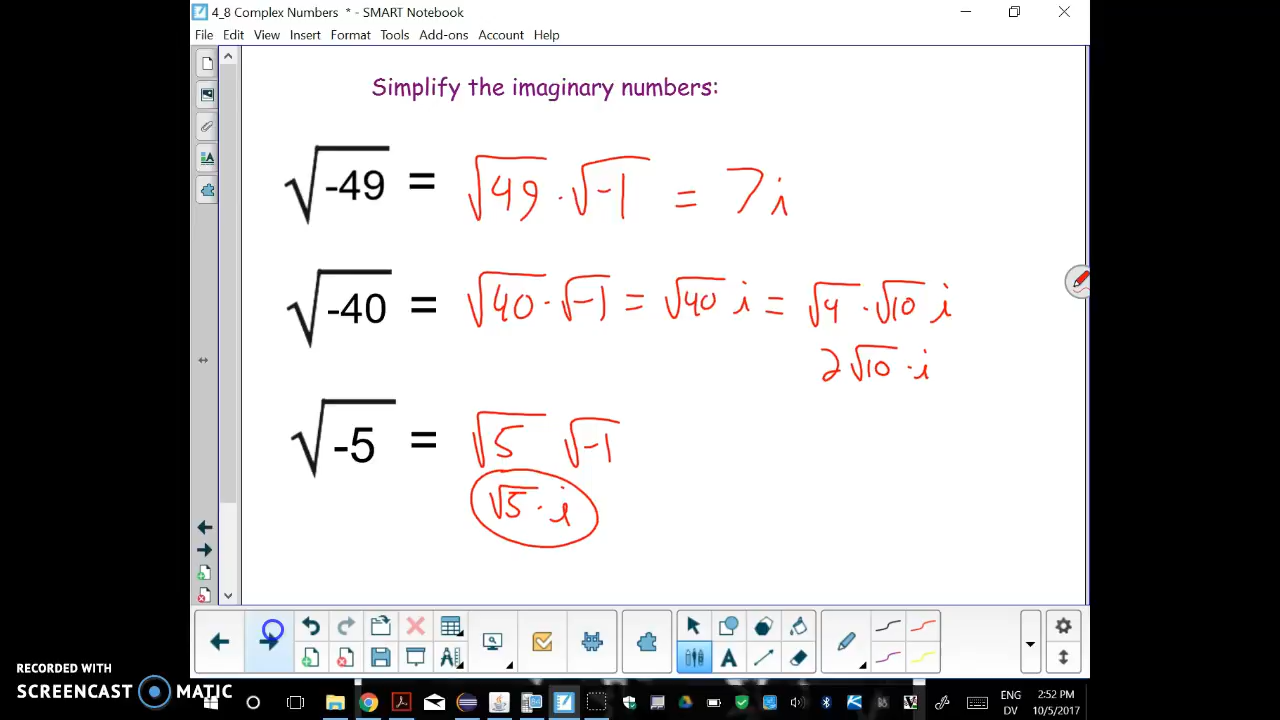 4_8 Complex Numbers * - SMART Notebook
File Edit View Insert Format Tools Add-ons Account Help
Simplify the imaginary numbers:
√-49 = √49 · √-1 = 7i
√-40 = √40 · √-1 = √40 i = √4 · √10 i
2√10 · i
√-5 = √5 √-1
√5 · i
RECORDED WITH
SCREENCAST MATIC
ENG
DV
2:52 PM
10/5/2017